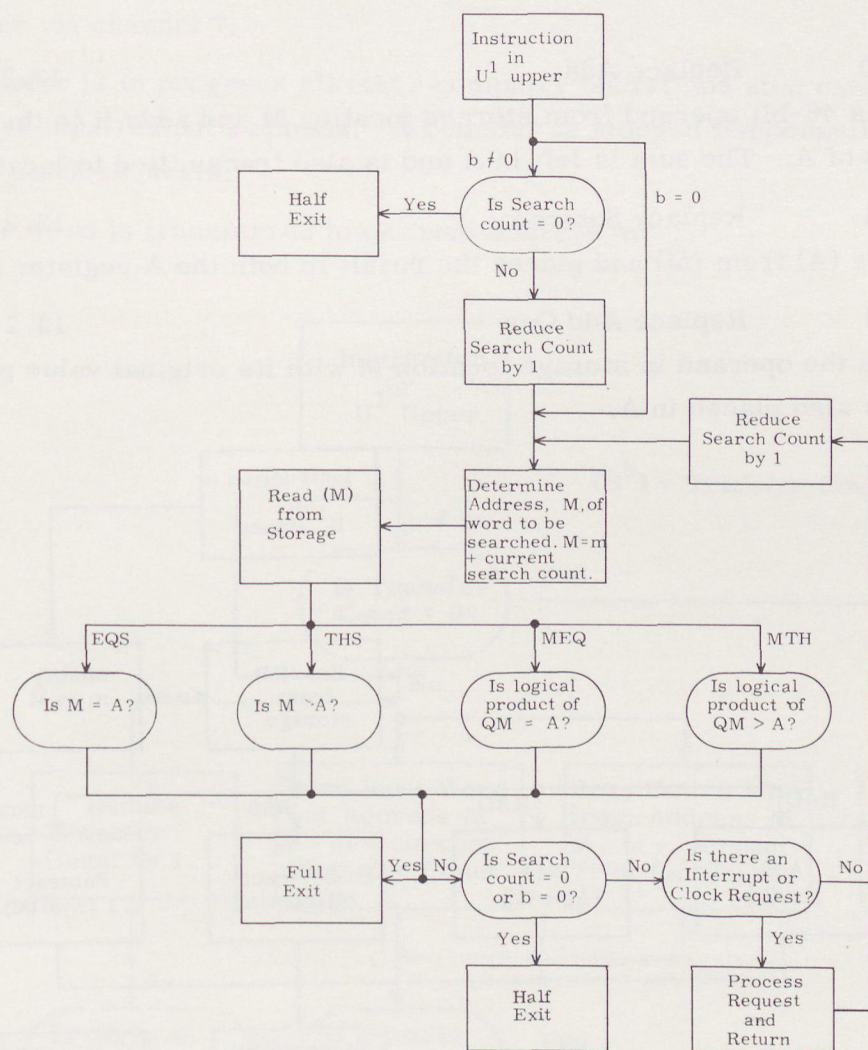 Instruction
in
U¹ upper
b ≠ 0
b = 0
Half
Exit
Yes
Is Search
count = 0?
No
Reduce
Search Count
by 1
Reduce
Search Count
by 1
Read (M)
from
Storage
Determine
Address, M, of
word to be
searched. M=m
+ current
search count.
EQS
THS
MEQ
MTH
Is M = A?
Is M > A?
Is logical
product of
QM = A?
Is logical
product of
QM > A?
Full
Exit
Yes
No
Is Search
count = 0
or b = 0?
No
Is there an
Interrupt or
Clock Request?
No
Yes
Yes
Half
Exit
Process
Request
and
Return